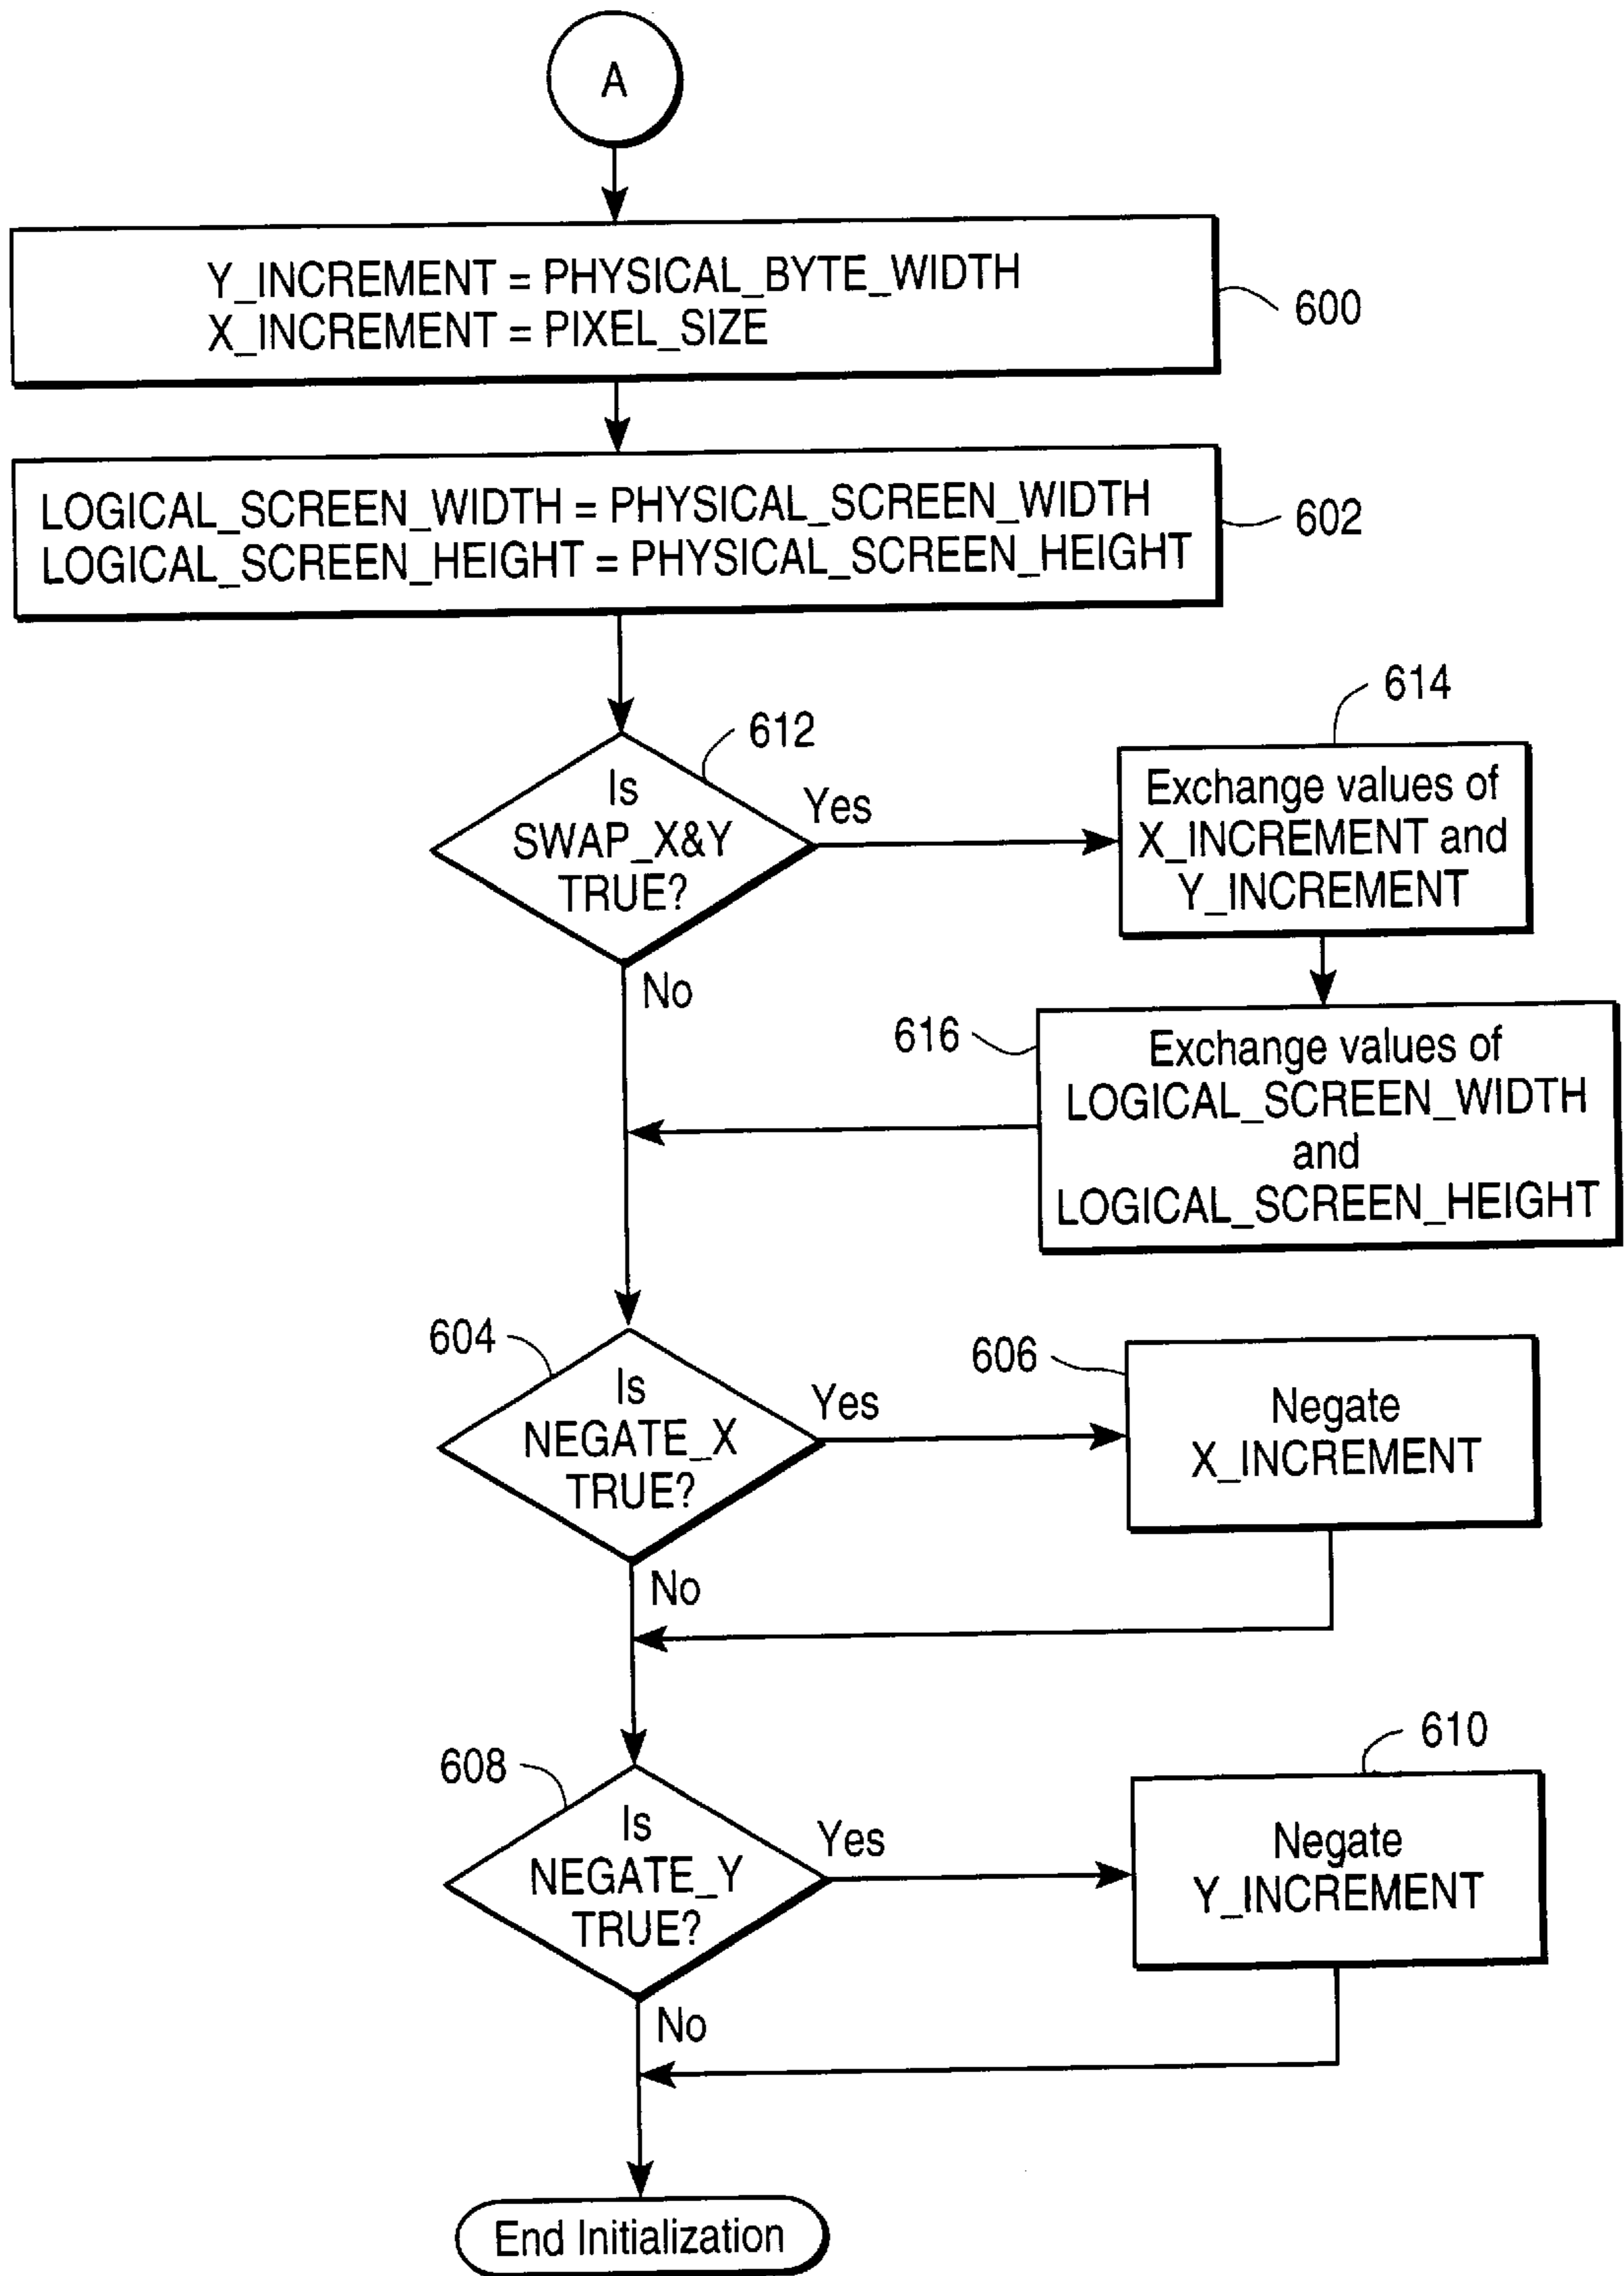 A
Y_INCREMENT = PHYSICAL_BYTE_WIDTH
X_INCREMENT = PIXEL_SIZE
600
LOGICAL_SCREEN_WIDTH = PHYSICAL_SCREEN_WIDTH
LOGICAL_SCREEN_HEIGHT = PHYSICAL_SCREEN_HEIGHT
602
612
Is
SWAP_X&Y
TRUE?
Yes
No
614
Exchange values of
X_INCREMENT and
Y_INCREMENT
616
Exchange values of
LOGICAL_SCREEN_WIDTH
and
LOGICAL_SCREEN_HEIGHT
604
Is
NEGATE_X
TRUE?
Yes
No
606
Negate
X_INCREMENT
608
Is
NEGATE_Y
TRUE?
Yes
No
610
Negate
Y_INCREMENT
End Initialization